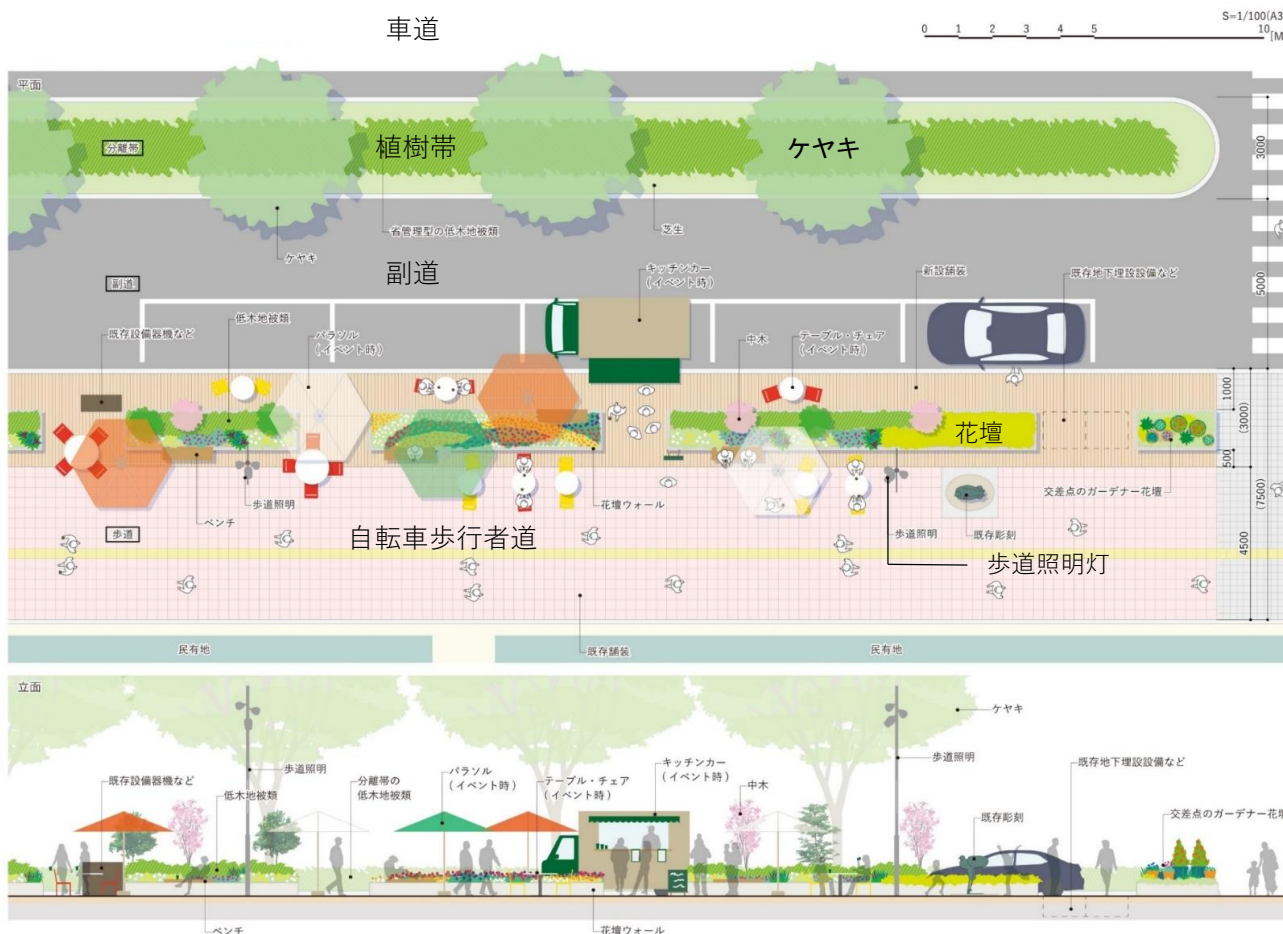 車道
S=1/100(A3
0 1 2 3 4 5 10 [M
平面
分離帯
植樹帯
ケヤキ
3000
省管理型の低木地被類
芝生
ケヤキ
副道
副道
キッチンカー
(イベント時)
新設舗装
既存地下埋設設備など
5000
既存設備器機など
低木地被類
パラソル
(イベント時)
中木
テーブル・チェア
(イベント時)
1000
(3000)
花壇
500
ベンチ
歩道照明
花壇ウォール
交差点のガーデナー花壇
歩道
自転車歩行者道
歩道照明
既存彫刻
(7500)
4500
歩道照明灯
民有地
既存舗装
民有地
立面
ケヤキ
既存設備器機など
歩道照明
低木地被類
分離帯の
低木地被類
パラソル
(イベント時)
テーブル・チェア
(イベント時)
キッチンカー
(イベント時)
中木
歩道照明
既存地下埋設設備など
既存彫刻
交差点のガーデナー花壇
ベンチ
花壇ウォール